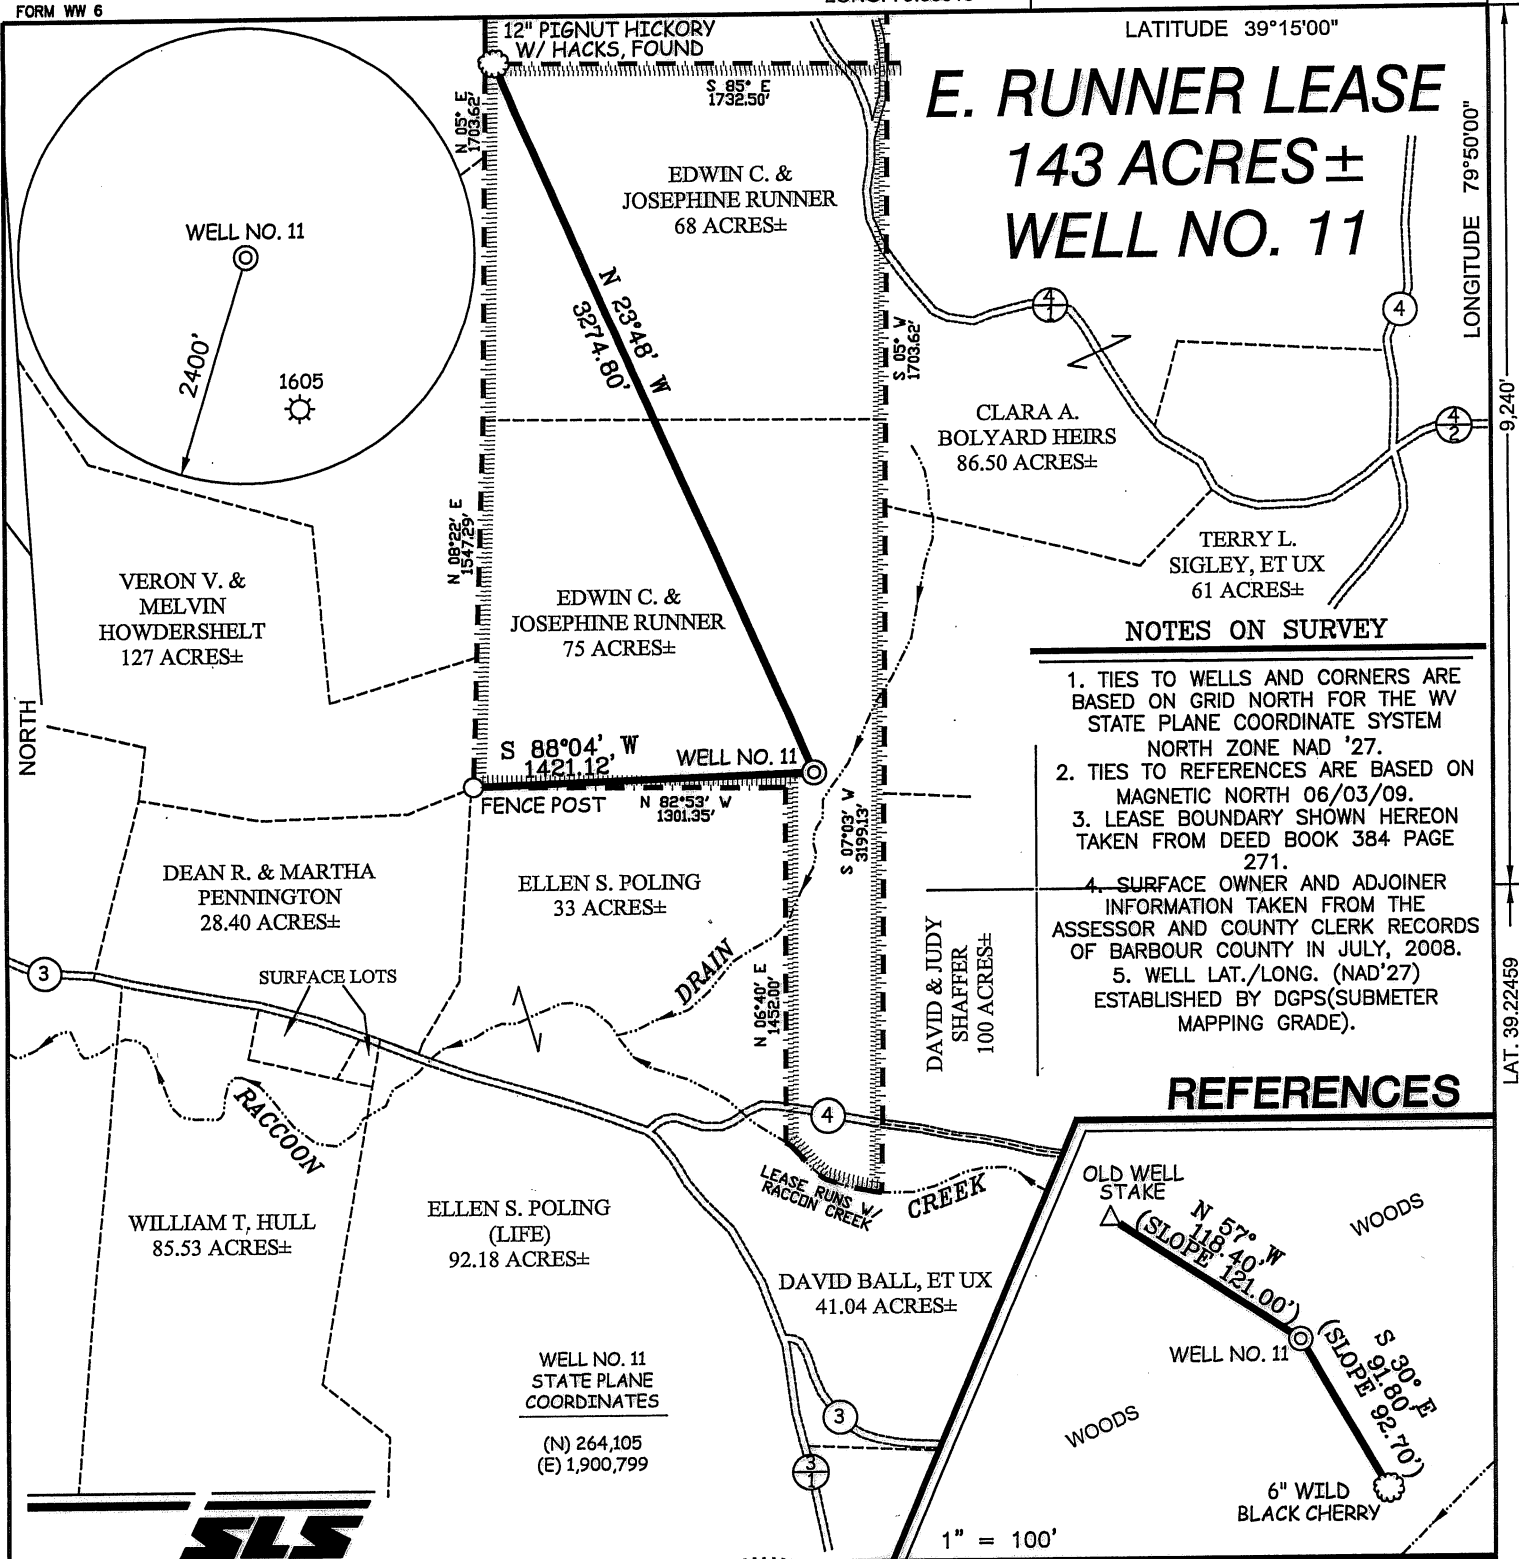 FORM WW 6
LATITUDE 39°15'00"
12" PIGNUT HICKORY
W/ HACKS, FOUND
S 85° E
1732.50'
N 05° E
1703.62'
E. RUNNER LEASE
143 ACRES±
WELL NO. 11
LONGITUDE 79°50'00"
EDWIN C. &
JOSEPHINE RUNNER
68 ACRES±
WELL NO. 11
2400'
1605
N 23°48' W
3274.80'
S 05° W
1703.62'
4
1
4
4
2
9,240'
CLARA A.
BOLYARD HEIRS
86.50 ACRES±
TERRY L.
SIGLEY, ET UX
61 ACRES±
N 08°22' E
1547.29'
VERON V. &
MELVIN
HOWDERSHELT
127 ACRES±
EDWIN C. &
JOSEPHINE RUNNER
75 ACRES±
NORTH
S 88°04' W
1421.12'
WELL NO. 11
FENCE POST
N 82°53' W
1301.35'
S 07°03' W
3199.13'
NOTES ON SURVEY
1. TIES TO WELLS AND CORNERS ARE
BASED ON GRID NORTH FOR THE WV
STATE PLANE COORDINATE SYSTEM
NORTH ZONE NAD '27.
2. TIES TO REFERENCES ARE BASED ON
MAGNETIC NORTH 06/03/09.
3. LEASE BOUNDARY SHOWN HEREON
TAKEN FROM DEED BOOK 384 PAGE
271.
4. SURFACE OWNER AND ADJOINER
INFORMATION TAKEN FROM THE
ASSESSOR AND COUNTY CLERK RECORDS
OF BARBOUR COUNTY IN JULY, 2008.
5. WELL LAT./LONG. (NAD'27)
ESTABLISHED BY DGPS(SUBMETER
MAPPING GRADE).
LAT. 39.22459
DEAN R. & MARTHA
PENNINGTON
28.40 ACRES±
ELLEN S. POLING
33 ACRES±
DAVID & JUDY
SHAFFER
100 ACRES±
3
SURFACE LOTS
DRAIN
N 06°40' E
1452.00'
RACCOON
4
LEASE RUNS W/
RACCON CREEK
CREEK
WILLIAM T, HULL
85.53 ACRES±
ELLEN S. POLING
(LIFE)
92.18 ACRES±
DAVID BALL, ET UX
41.04 ACRES±
WELL NO. 11
STATE PLANE
COORDINATES
(N) 264,105
(E) 1,900,799
3
3
1
REFERENCES
OLD WELL
STAKE
N 57° W
118.40'
(SLOPE 121.00')
WOODS
WELL NO. 11
S 30° E
91.80'
(SLOPE 92.70')
WOODS
6" WILD
BLACK CHERRY
1" = 100'
SLS